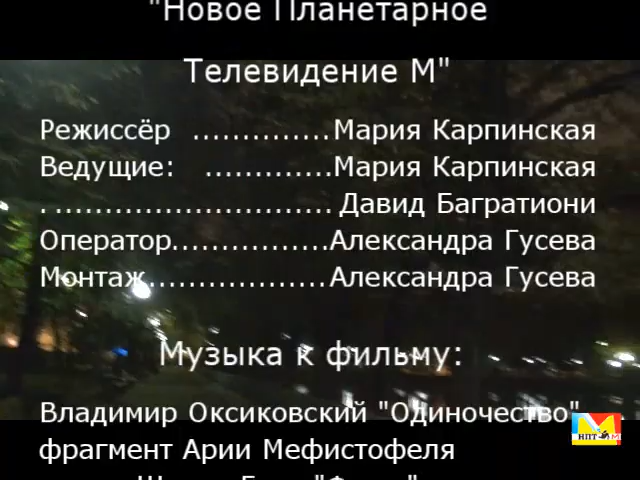 "Новое Планетарное
Телевидение М"
Режиссёр ..............Мария Карпинская
Ведущие: .............Мария Карпинская
. ............................ Давид Багратиони
Оператор................Александра Гусева
Монтаж..................Александра Гусева
Музыка к фильму:
Владимир Оксиковский "Одиночество"
НПТ М
фрагмент Арии Мефистофеля